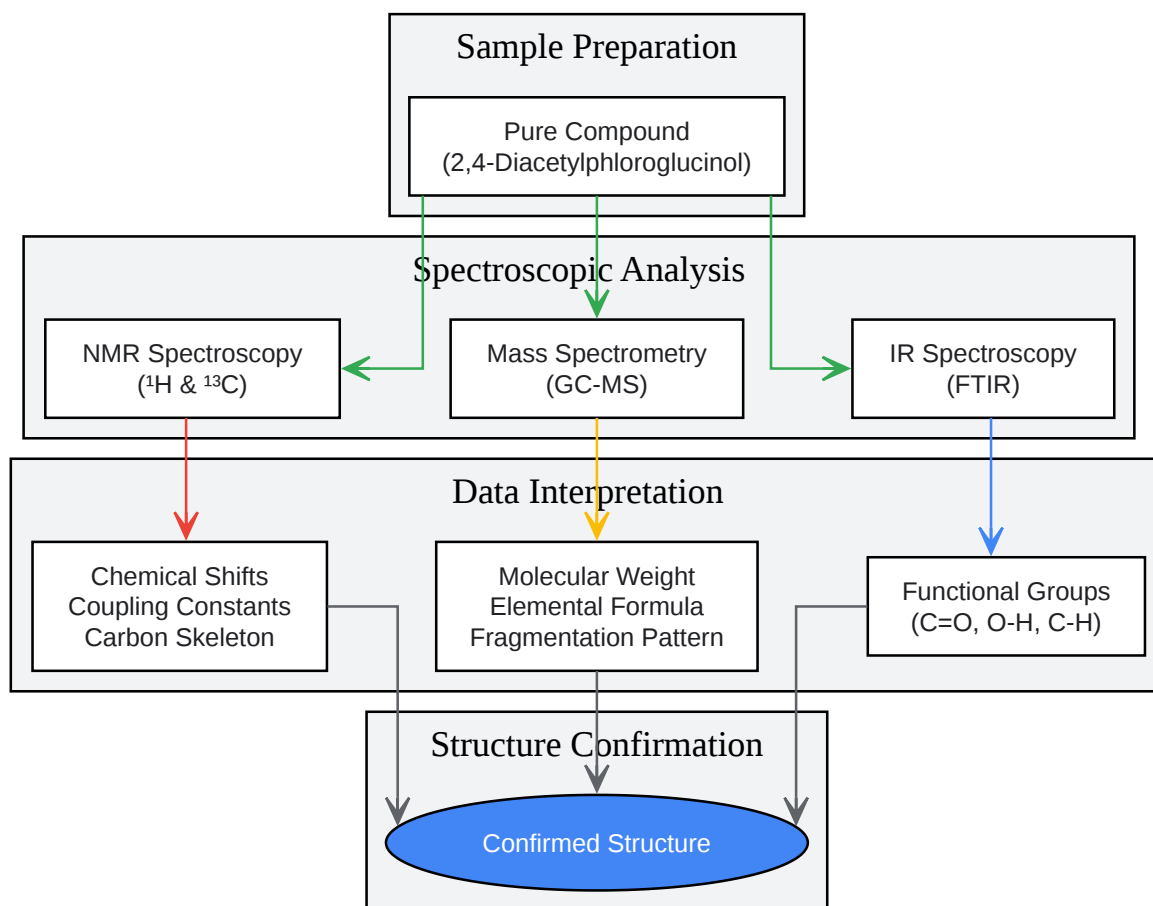 Sample Preparation
Pure Compound
(2,4-Diacetylphloroglucinol)
Spectroscopic Analysis
NMR Spectroscopy
(¹H & ¹³C)
Mass Spectrometry
(GC-MS)
IR Spectroscopy
(FTIR)
Data Interpretation
Chemical Shifts
Coupling Constants
Carbon Skeleton
Molecular Weight
Elemental Formula
Fragmentation Pattern
Functional Groups
(C=O, O-H, C-H)
Structure Confirmation
Confirmed Structure